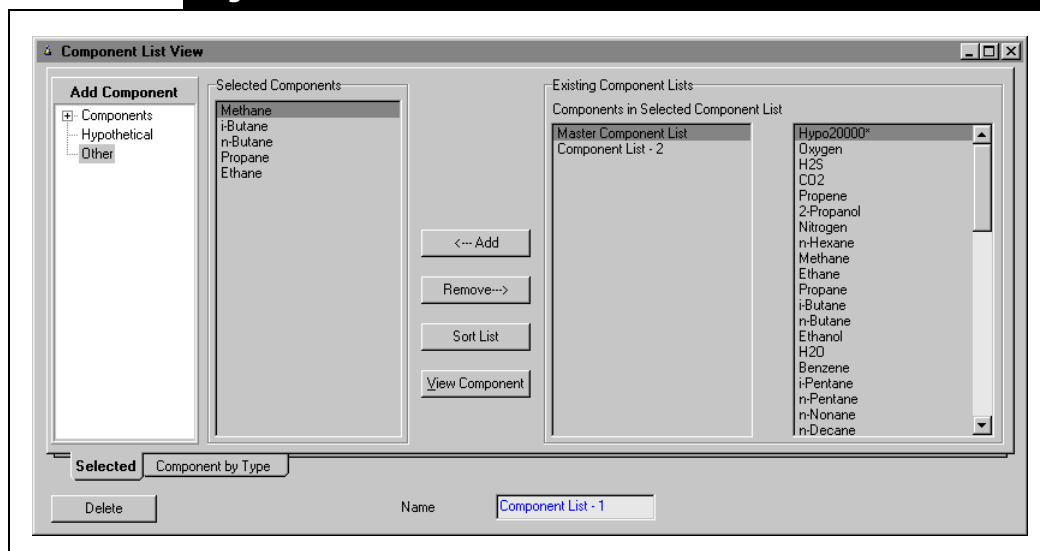 Component List View
Add Component
Components
Hypothetical
Other
Selected Components
Methane
i-Butane
n-Butane
Propane
Ethane
<--- Add
Remove--->
Sort List
View Component
Existing Component Lists
Components in Selected Component List
Master Component List
Component List - 2
Hypo20000*
Oxygen
H2S
CO2
Propene
2-Propanol
Nitrogen
n-Hexane
Methane
Ethane
Propane
i-Butane
n-Butane
Ethanol
H2O
Benzene
i-Pentane
n-Pentane
n-Nonane
n-Decane
Selected
Component by Type
Delete
Name
Component List - 1